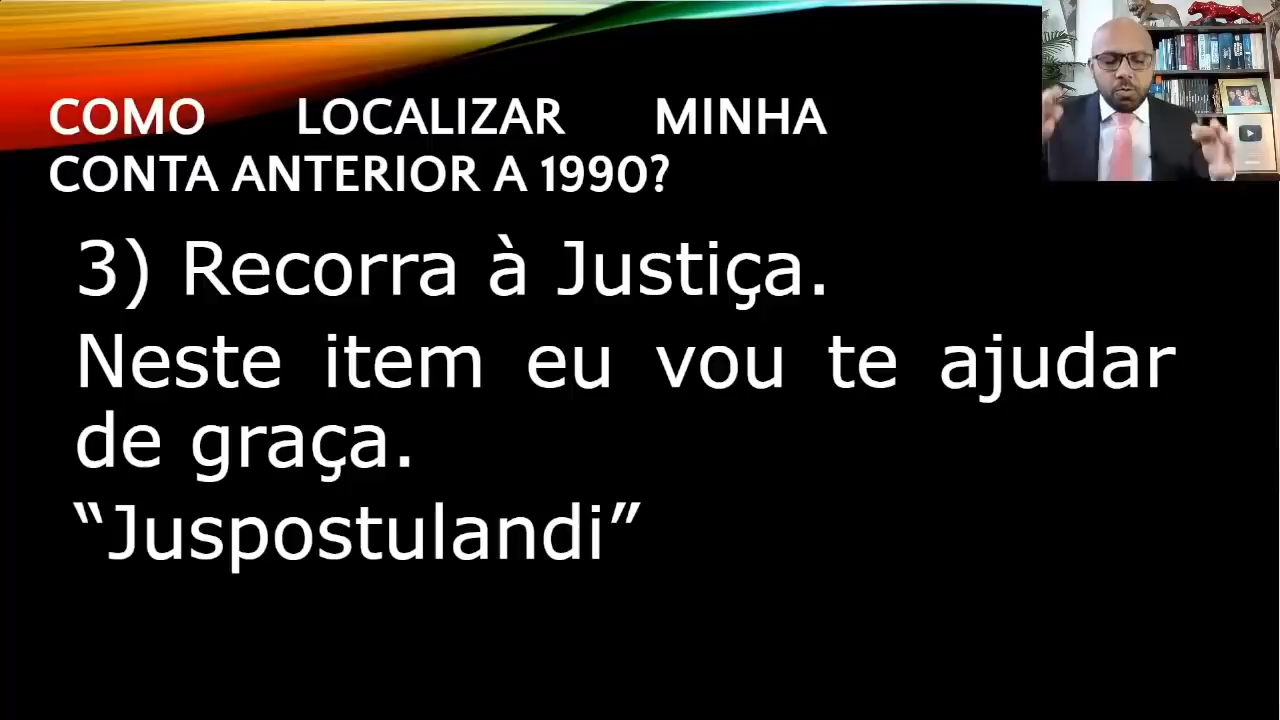 COMO LOCALIZAR MINHA
CONTA ANTERIOR A 1990?
3) Recorra à Justiça.
Neste item eu vou te ajudar
de graça.
“Juspostulandi”